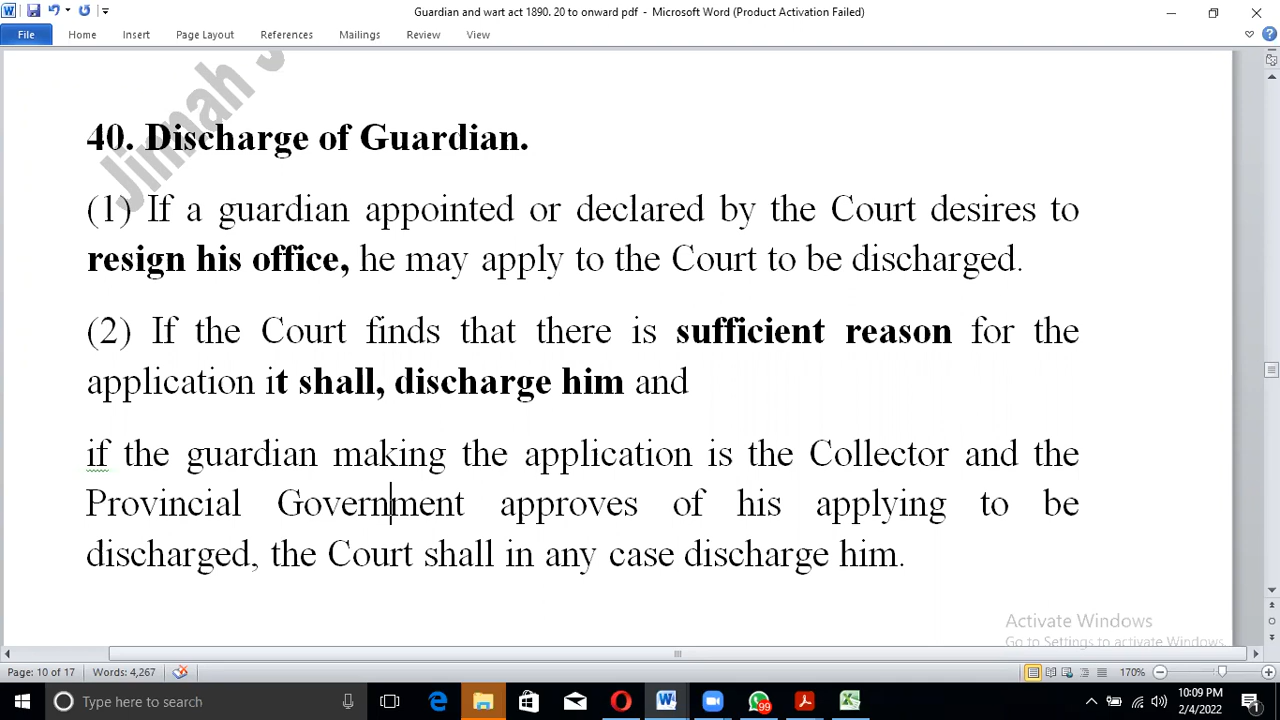 Guardian and wart act 1890. 20 to onward pdf - Microsoft Word (Product Activation Failed)
File Home Insert Page Layout References Mailings Review View
Jinnah
40. Discharge of Guardian.
(1) If a guardian appointed or declared by the Court desires to
resign his office, he may apply to the Court to be discharged.
(2) If the Court finds that there is sufficient reason for the
application it shall, discharge him and
if the guardian making the application is the Collector and the
Provincial Government approves of his applying to be
discharged, the Court shall in any case discharge him.
Activate Windows
Go to Settings to activate Windows.
Page: 10 of 17 Words: 4,267 170%
Type here to search 99 10:09 PM
2/4/2022 1